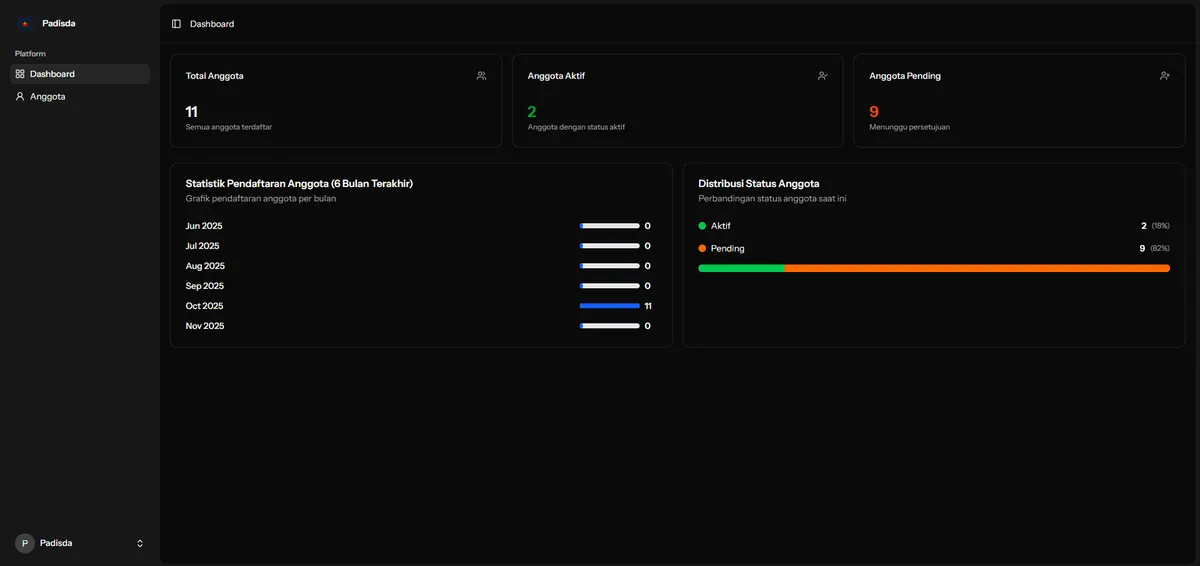 Padisda
Platform
Dashboard
Anggota
Dashboard
Total Anggota
11
Semua anggota terdaftar
Anggota Aktif
2
Anggota dengan status aktif
Anggota Pending
9
Menunggu persetujuan
Statistik Pendaftaran Anggota (6 Bulan Terakhir)
Grafik pendaftaran anggota per bulan
Jun 2025 0
Jul 2025 0
Aug 2025 0
Sep 2025 0
Oct 2025 11
Nov 2025 0
Distribusi Status Anggota
Perbandingan status anggota saat ini
Aktif 2 (18%)
Pending 9 (82%)
P Padisda